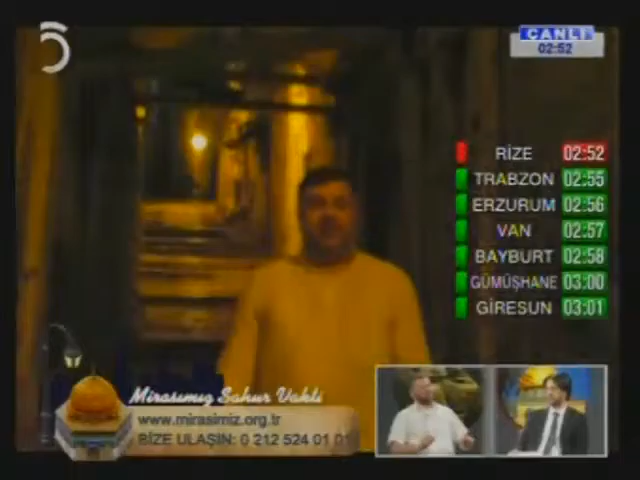 5
CANLI
02:52
RİZE 02:52
TRABZON 02:55
ERZURUM 02:56
VAN 02:57
BAYBURT 02:58
GÜMÜŞHANE 03:00
GİRESUN 03:01
Mirasımız Sahur Vakti
www.mirasimiz.org.tr
BİZE ULAŞIN: 0 212 524 01 01